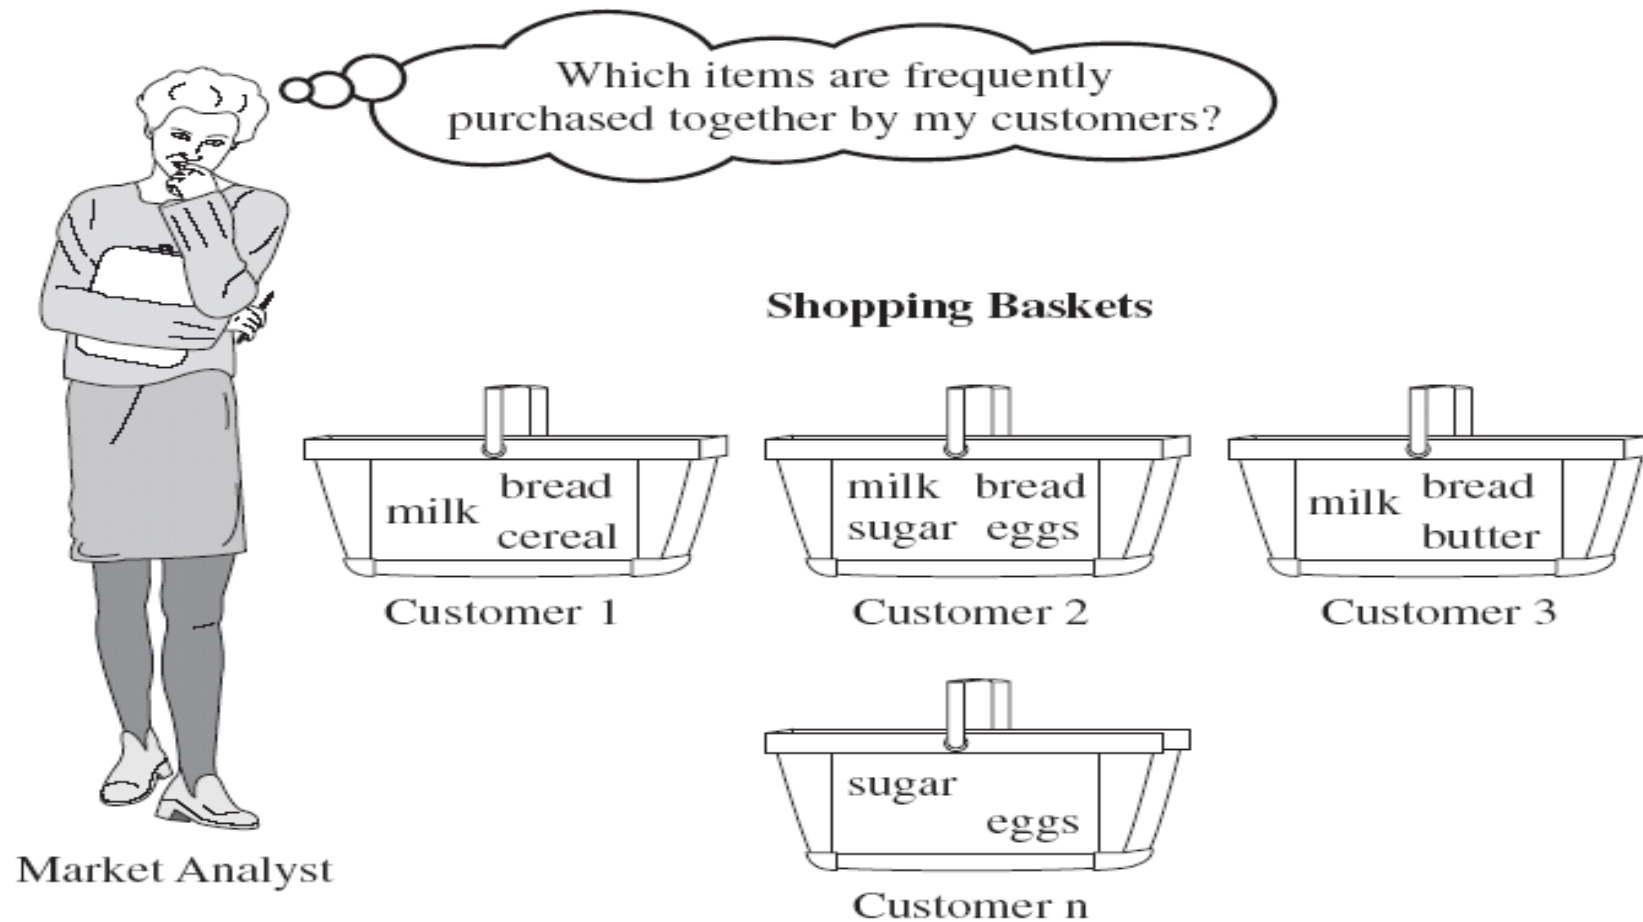 Which items are frequently
purchased together by my customers?
Shopping Baskets
milk
bread
cereal
Customer 1
milk bread
sugar eggs
Customer 2
milk
bread
butter
Customer 3
sugar
eggs
Customer n
Market Analyst